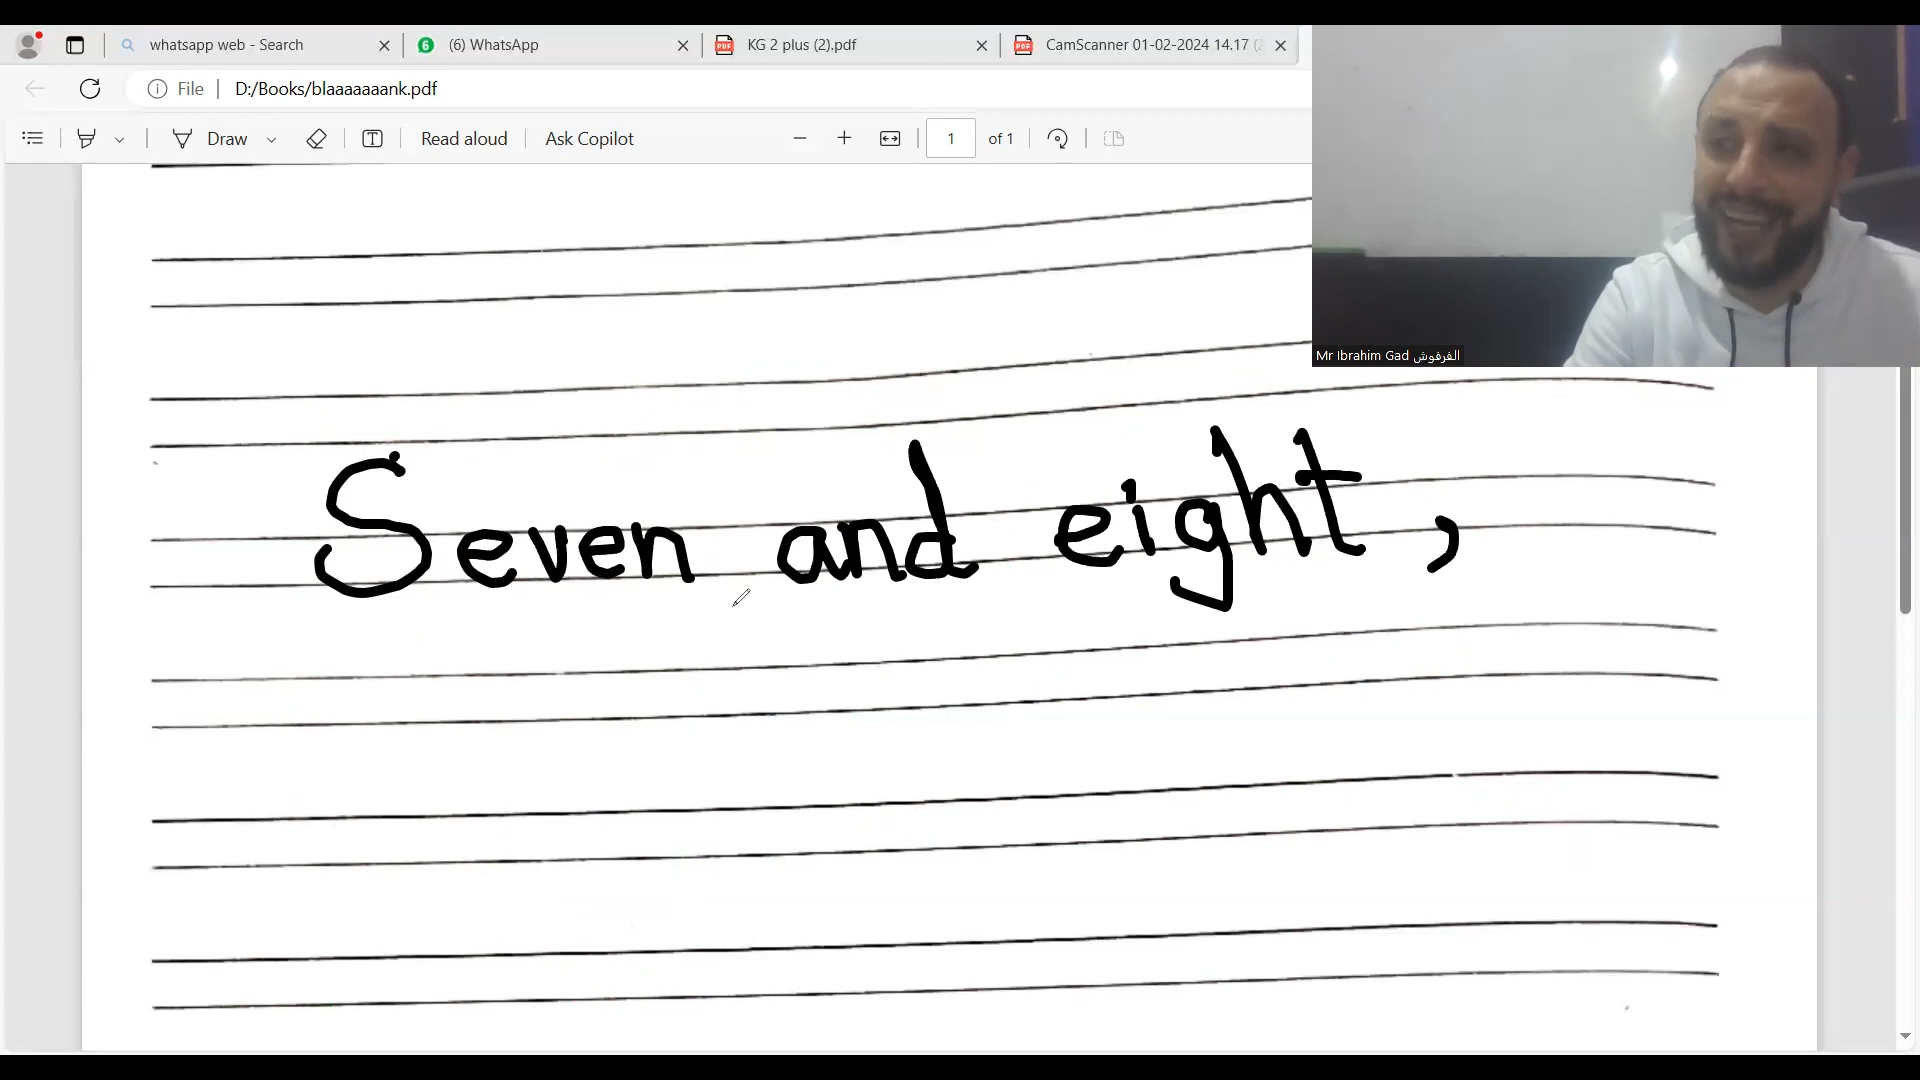 whatsapp web - Search
(6) WhatsApp
KG 2 plus (2).pdf
CamScanner 01-02-2024 14.17 (2
File D:/Books/blaaaaaaank.pdf
Draw Read aloud Ask Copilot 1 of 1
Mr Ibrahim Gad الفرفوش
Seven and eight,